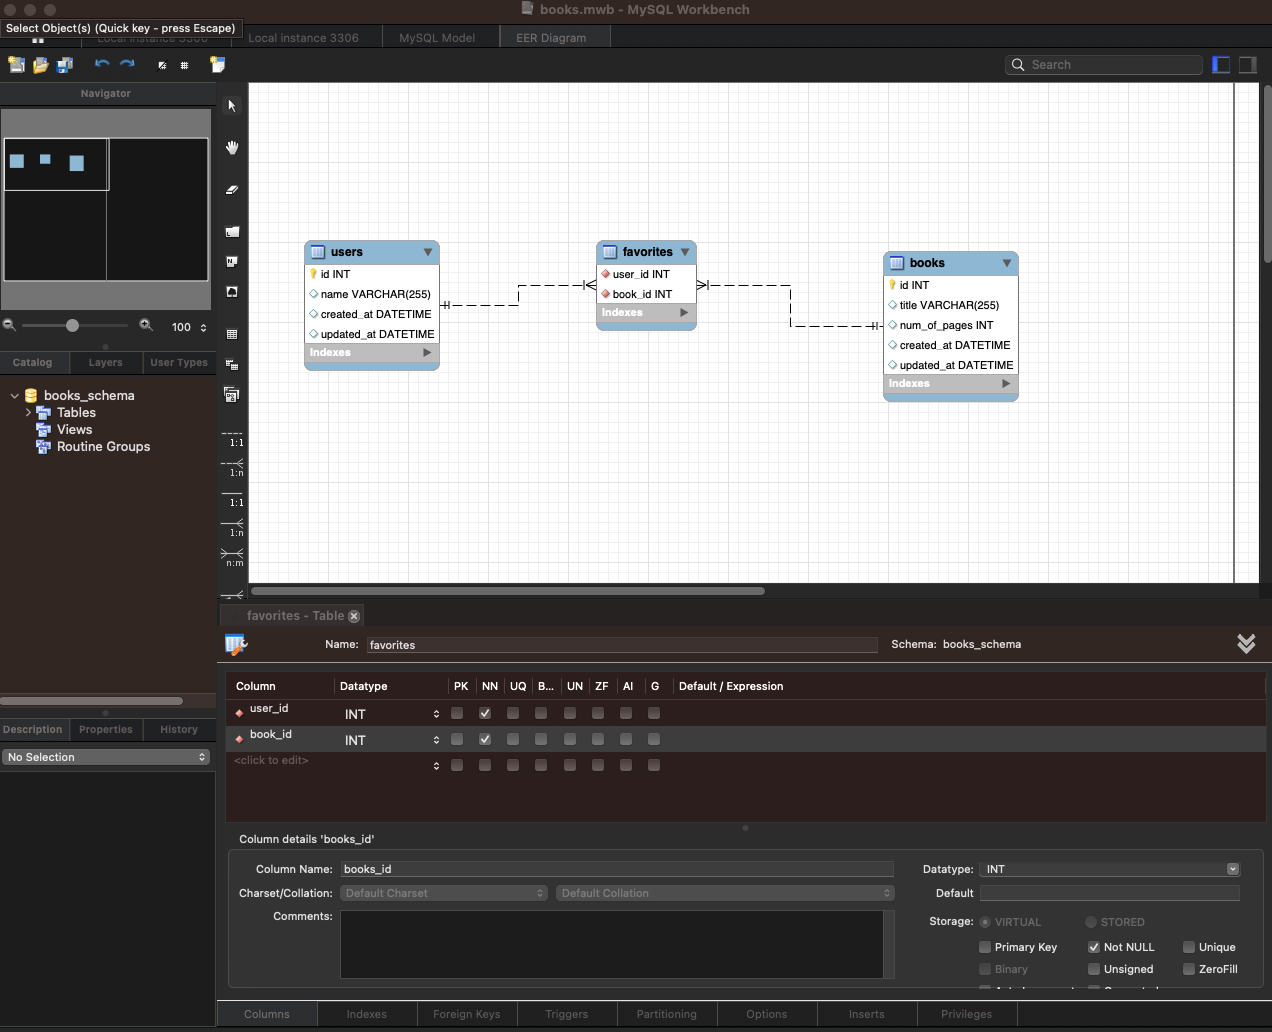 books.mwb - MySQL Workbench
Select Object(s) (Quick key - press Escape)
Local instance 3306
Local instance 3306
MySQL Model
EER Diagram
Search
Navigator
100
Catalog
Layers
User Types
books_schema
Tables
Views
Routine Groups
1:1
1:n
1:1
1:n
n:m
users
id INT
name VARCHAR(255)
created_at DATETIME
updated_at DATETIME
Indexes
favorites
user_id INT
book_id INT
Indexes
books
id INT
title VARCHAR(255)
num_of_pages INT
created_at DATETIME
updated_at DATETIME
Indexes
favorites - Table
Name: favorites
Schema: books_schema
Column Datatype PK NN UQ B... UN ZF AI G Default / Expression
user_id INT
book_id INT
<click to edit>
Description
Properties
History
No Selection
Column details 'books_id'
Column Name: books_id
Datatype: INT
Charset/Collation: Default Charset Default Collation
Default
Comments:
Storage: VIRTUAL STORED
Primary Key Not NULL Unique
Binary Unsigned ZeroFill
Columns Indexes Foreign Keys Triggers Partitioning Options Inserts Privileges